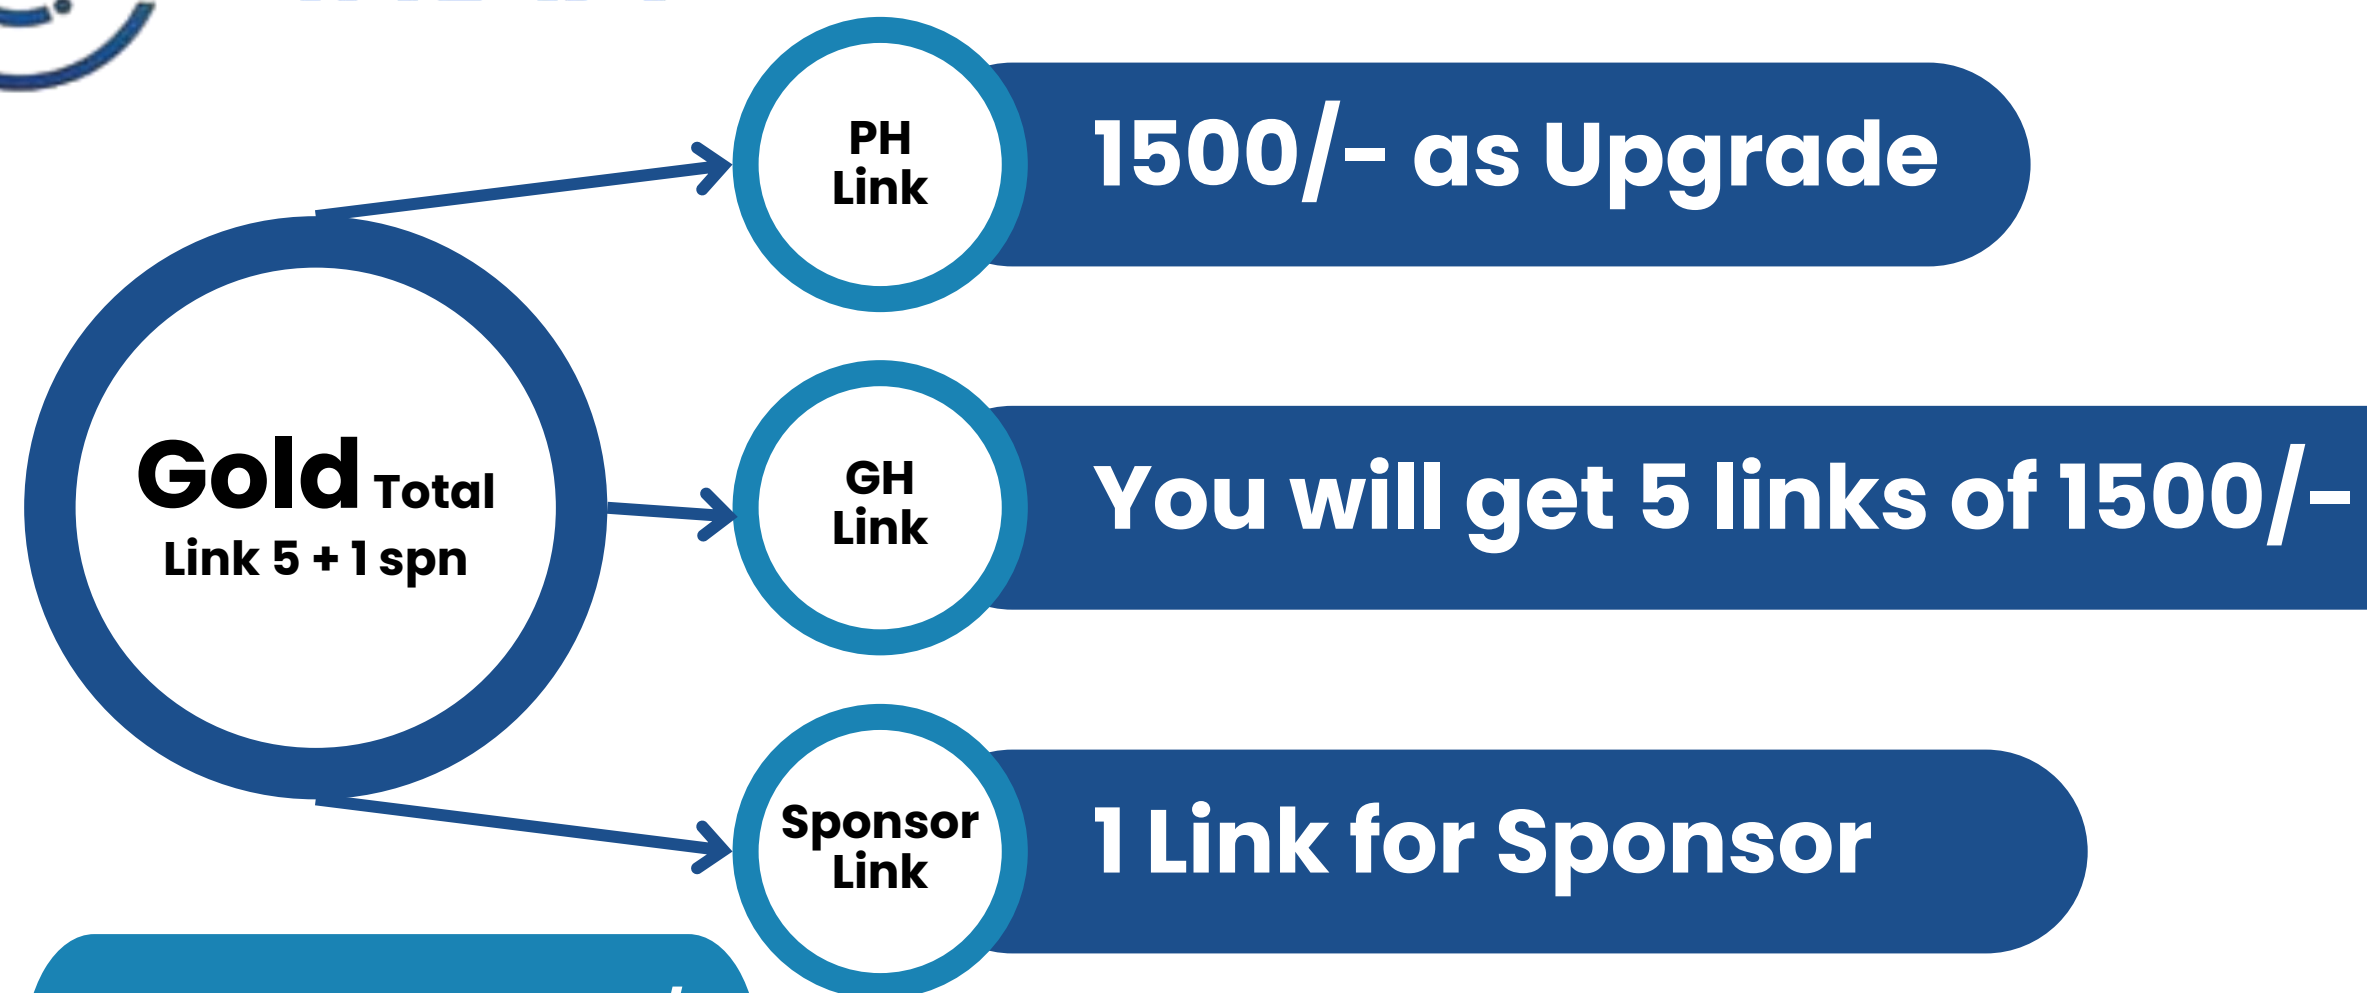 PH
Link
1500/- as Upgrade
Gold Total
Link 5 + 1 spn
GH
Link
You will get 5 links of 1500/-
Sponsor
Link
1 Link for Sponsor